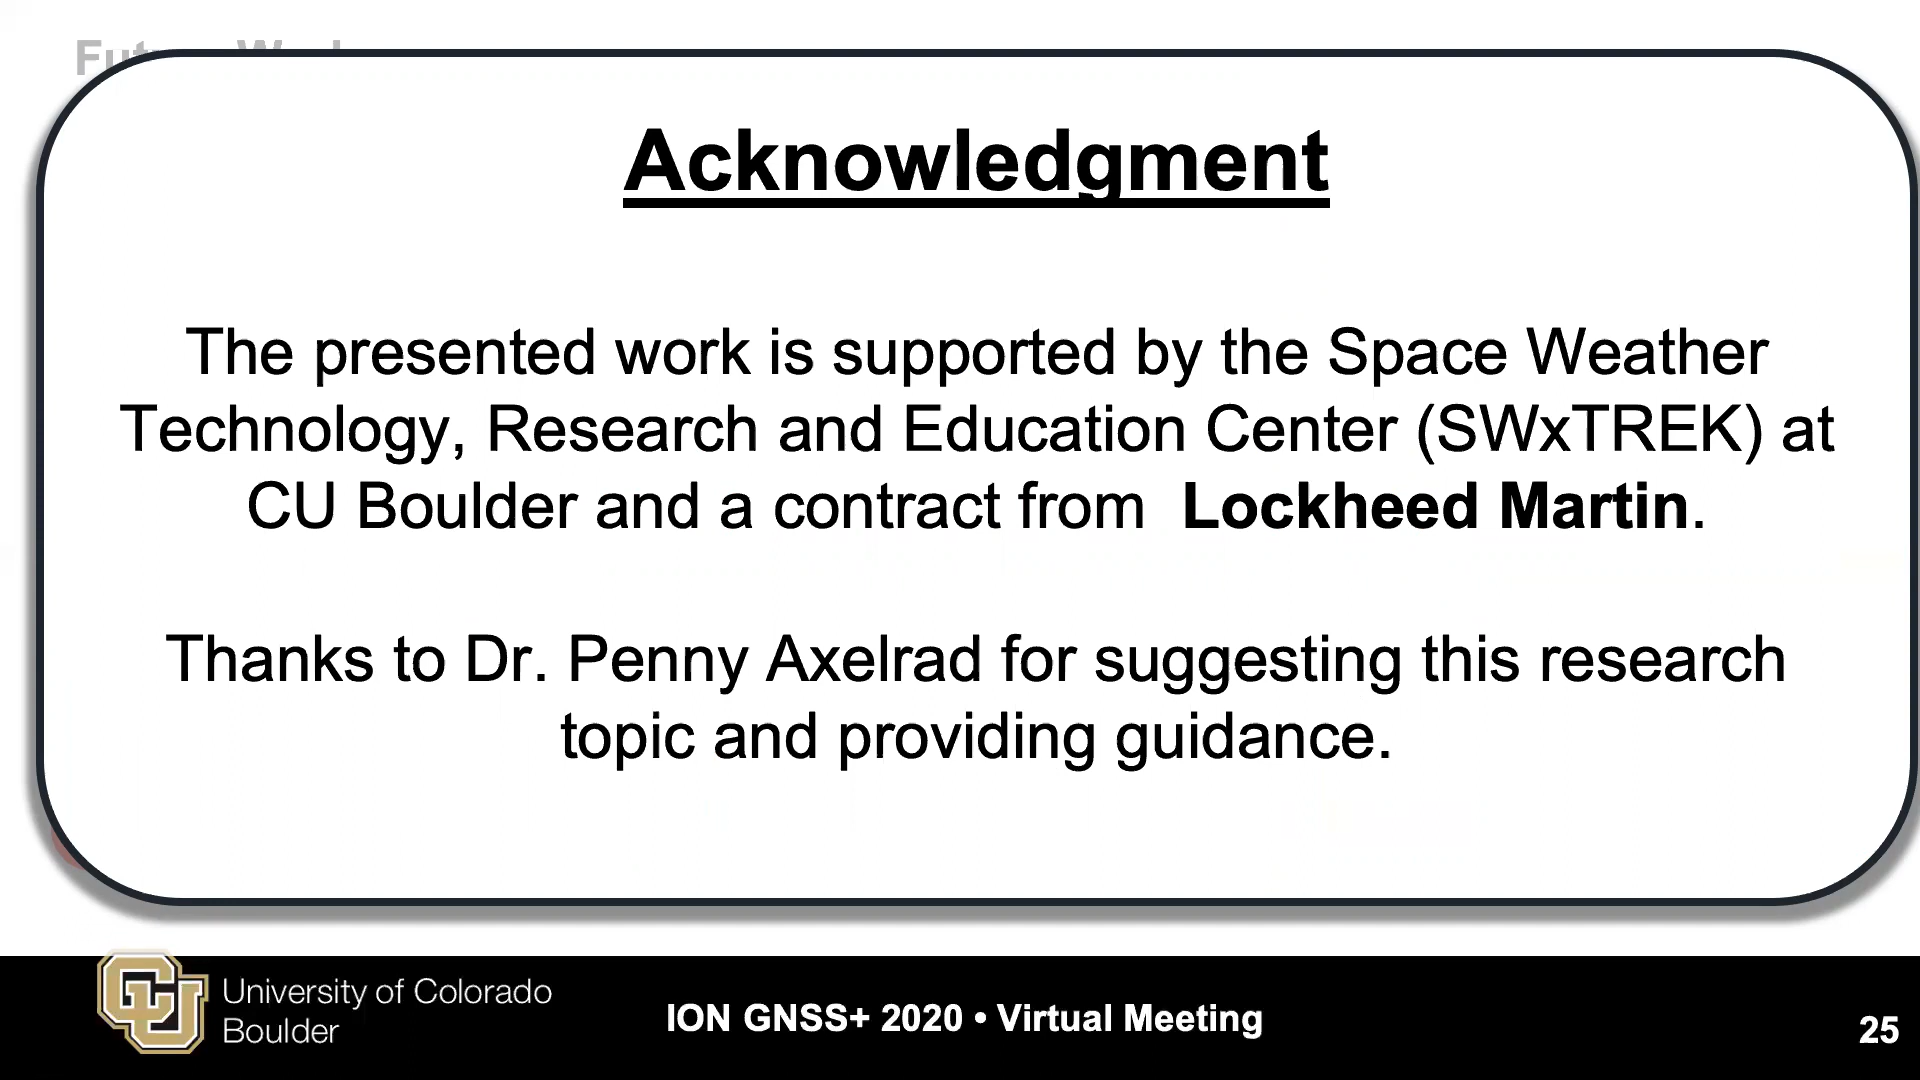 Acknowledgment
The presented work is supported by the Space Weather
Technology, Research and Education Center (SWxTREK) at
CU Boulder and a contract from  Lockheed Martin.
Thanks to Dr. Penny Axelrad for suggesting this research
topic and providing guidance.
CU
University of Colorado
Boulder
ION GNSS+ 2020 • Virtual Meeting
25